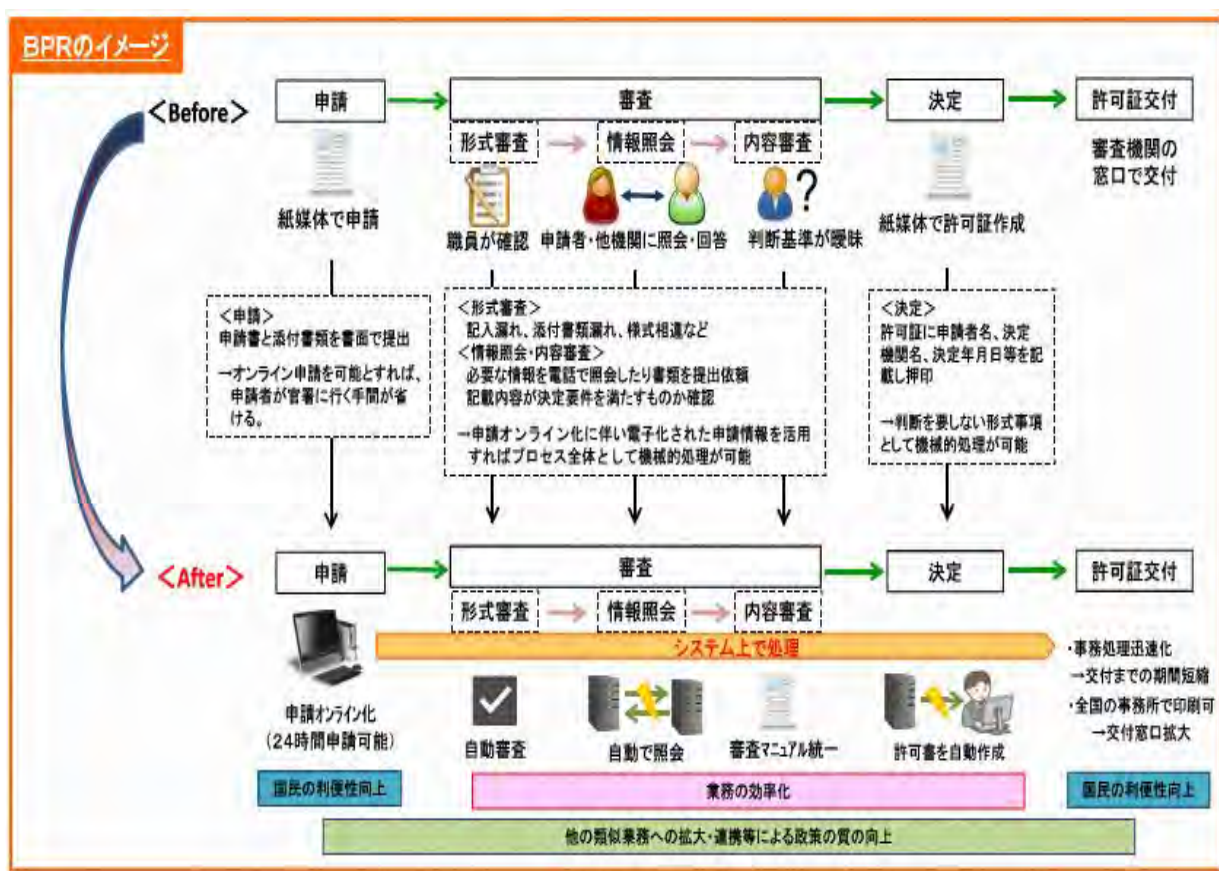 BPRのイメージ
＜Before＞
申請
審査
決定
許可証交付
形式審査
情報照会
内容審査
?
審査機関の
窓口で交付
紙媒体で申請
職員が確認
申請者・他機関に照会・回答
判断基準が曖昧
紙媒体で許可証作成
＜申請＞
申請書と添付書類を書面で提出
→オンライン申請を可能とすれば、
申請者が官署に行く手間が省
ける。
＜形式審査＞
記入漏れ、添付書類漏れ、様式相違など
＜情報照会・内容審査＞
必要な情報を電話で照会したり書類を提出依頼
記載内容が決定要件を満たすものか確認
→申請オンライン化に伴い電子化された申請情報を活用
すればプロセス全体として機械的処理が可能
＜決定＞
許可証に申請者名、決定
機関名、決定年月日等を記
載し押印
→判断を要しない形式事項
として機械的処理が可能
＜After＞
申請
審査
決定
許可証交付
形式審査
情報照会
内容審査
システム上で処理
・事務処理迅速化
→交付までの期間短縮
・全国の事務所で印刷可
→交付窓口拡大
申請オンライン化
(24時間申請可能)
自動審査
自動で照会
審査マニュアル統一
許可書を自動作成
国民の利便性向上
業務の効率化
国民の利便性向上
他の類似業務への拡大・連携等による政策の質の向上